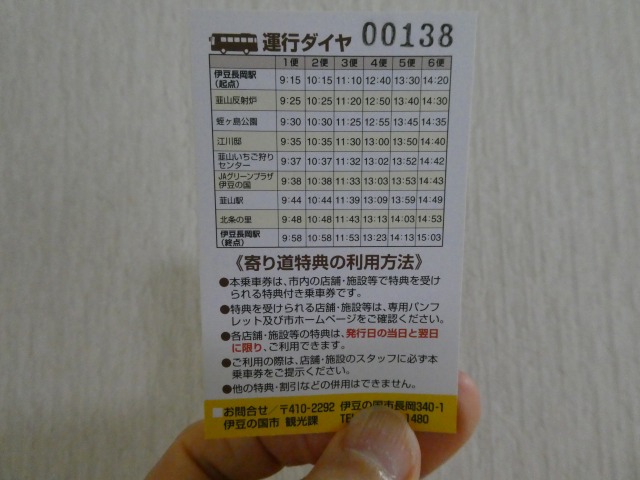 運行ダイヤ 00138
1便 2便 3便 4便 5便 6便
伊豆長岡駅
(起点) 9:15 10:15 11:10 12:40 13:30 14:20
韮山反射炉 9:25 10:25 11:20 12:50 13:40 14:30
蛭ヶ島公園 9:30 10:30 11:25 12:55 13:45 14:35
江川邸 9:35 10:35 11:30 13:00 13:50 14:40
韮山いちご狩り
センター 9:37 10:37 11:32 13:02 13:52 14:42
JAグリーンプラザ
伊豆の国 9:38 10:38 11:33 13:03 13:53 14:43
韮山駅 9:44 10:44 11:39 13:09 13:59 14:49
北条の里 9:48 10:48 11:43 13:13 14:03 14:53
伊豆長岡駅
(終点) 9:58 10:58 11:53 13:23 14:13 15:03
《寄り道特典の利用方法》
●本乗車券は、市内の店舗・施設等で特典を受け
られる特典付き乗車券です。
●特典を受けられる店舗・施設等は、専用パンフ
レット及び市ホームページをご確認ください。
●各店舗・施設等の特典は、発行日の当日と翌日
に限り、ご利用できます。
●ご利用の際は、店舗・施設のスタッフに必ず本
乗車券をご提示ください。
●他の特典・割引などの併用はできません。
■お問合せ/〒410-2292 伊豆の国市長岡340-1
伊豆の国市 観光課 1480